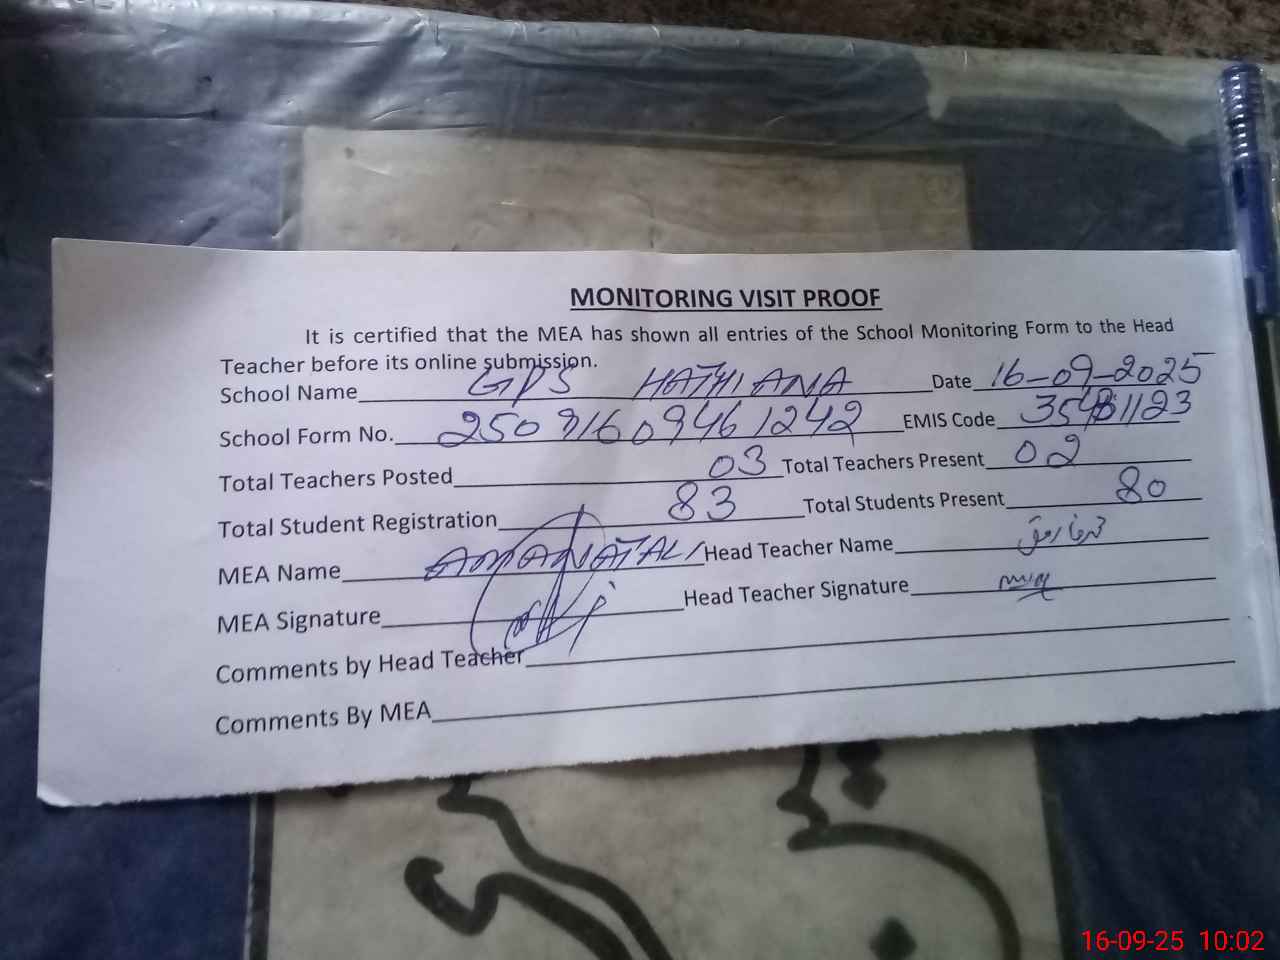 MONITORING VISIT PROOF
It is certified that the MEA has shown all entries of the School Monitoring Form to the Head
Teacher before its online submission.
School Name GPS HATHIANA Date 16-09-2025
School Form No. 25091609461242 EMIS Code
Total Teachers Posted 03 Total Teachers Present 02
Total Student Registration 83 Total Students Present 80
MEA Name AMANAT ALI Head Teacher Name
MEA Signature Head Teacher Signature
Comments by Head Teacher
Comments By MEA
16-09-25 10:02